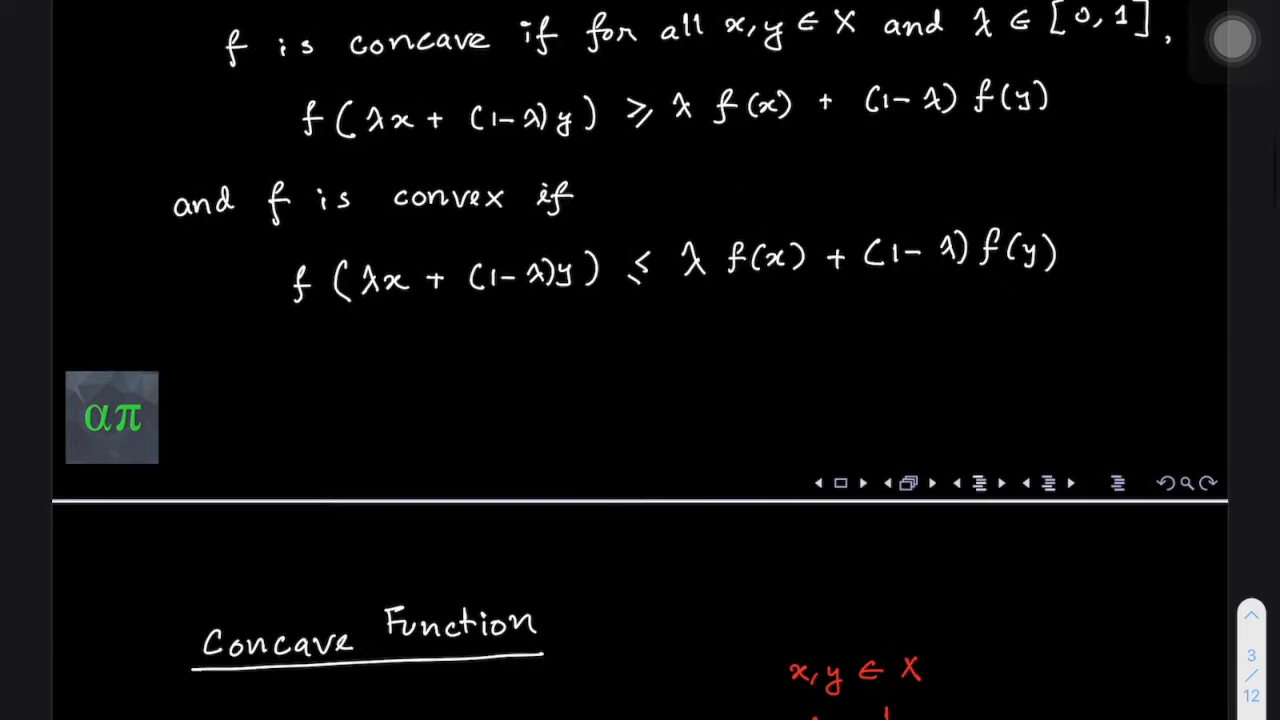 f is concave if for all x, y ∈ X and λ ∈ [0, 1],
f(λx + (1-λ)y) ⩾ λ f(x) + (1-λ) f(y)
and f is convex if
f(λx + (1-λ)y) ⩽ λ f(x) + (1-λ) f(y)
απ
Concave Function
x, y ∈ X
3
/
12